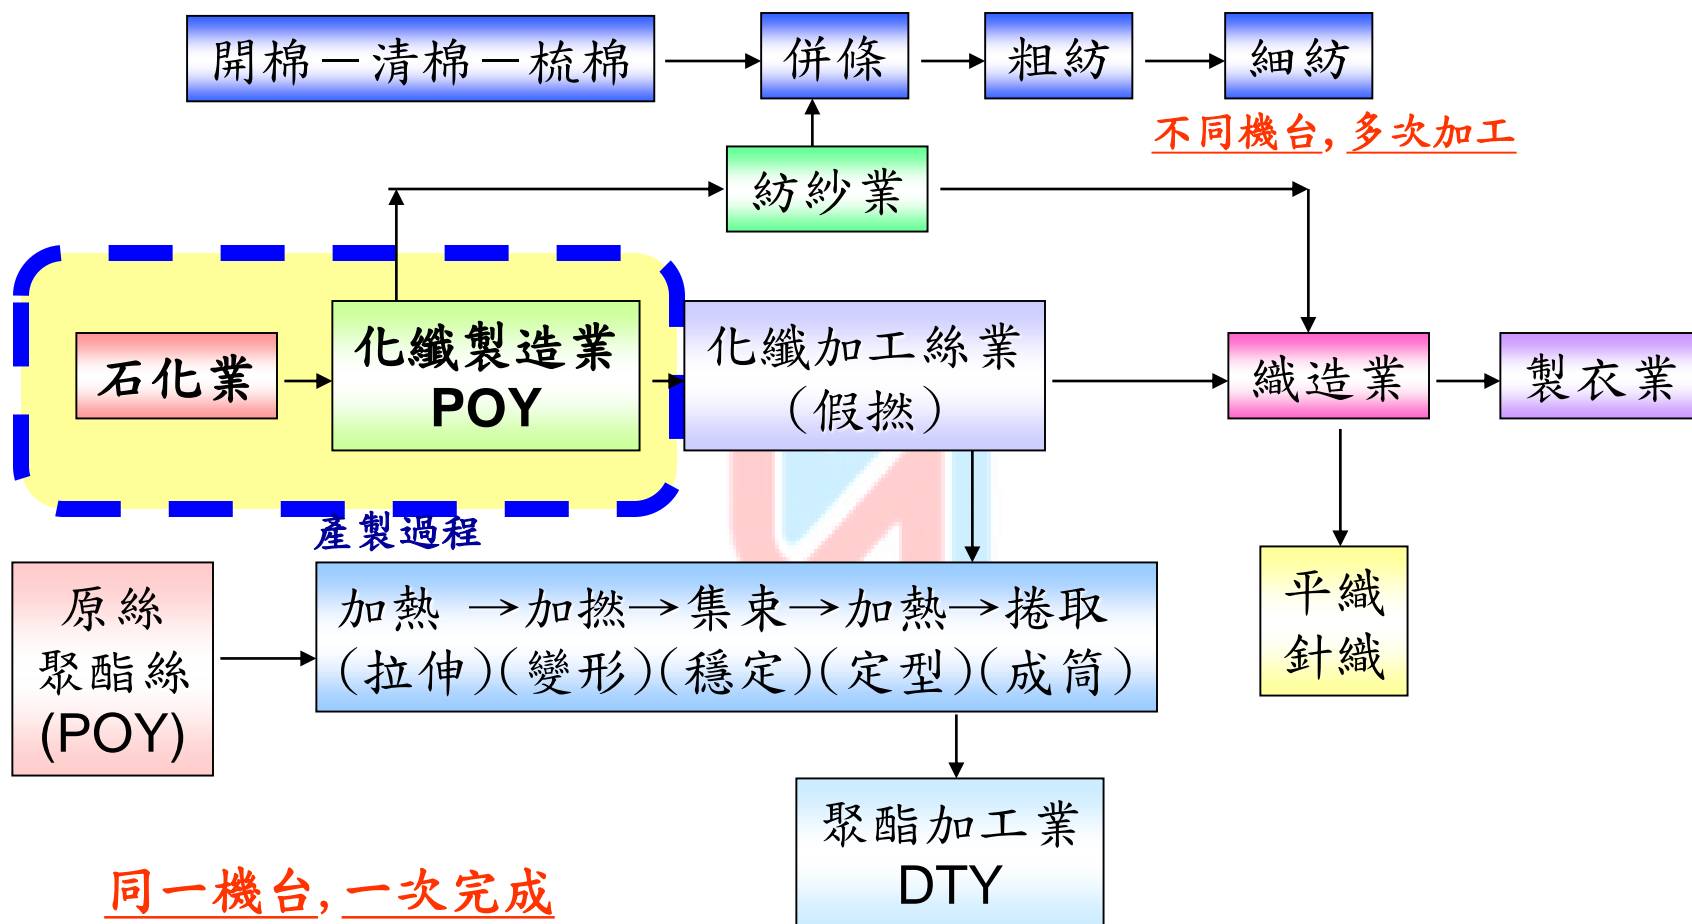 開棉－清棉－梳棉
併條
粗紡
細紡
不同機台, 多次加工
紡紗業
石化業
化纖製造業
POY
化纖加工絲業
（假撚）
織造業
製衣業
產製過程
原絲
聚酯絲
(POY)
加熱 →加撚→集束→加熱→捲取
(拉伸)(變形)(穩定)(定型)(成筒)
平織
針織
聚酯加工業
DTY
同一機台, 一次完成